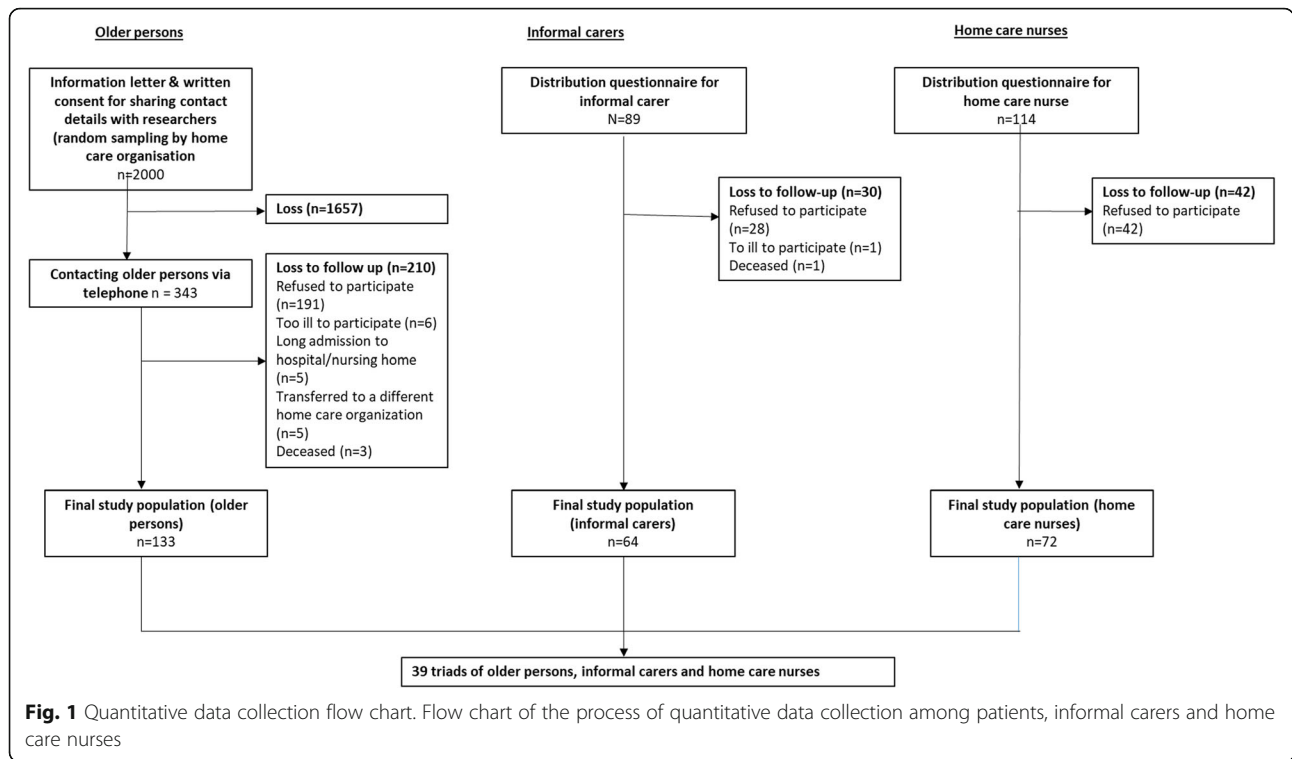 Older persons
Information letter & written
consent for sharing contact
details with researchers
(random sampling by home
care organisation
n=2000
Loss (n=1657)
Contacting older persons via
telephone n = 343
Loss to follow up (n=210)
Refused to participate
(n=191)
Too ill to participate (n=6)
Long admission to
hospital/nursing home
(n=5)
Transferred to a different
home care organization
(n=5)
Deceased (n=3)
Final study population (older
persons)
n=133
Informal carers
Distribution questionnaire for
informal carer
N=89
Loss to follow-up (n=30)
Refused to participate
(n=28)
To ill to participate (n=1)
Deceased (n=1)
Final study population
(informal carers)
n=64
Home care nurses
Distribution questionnaire for
home care nurse
n=114
Loss to follow-up (n=42)
Refused to participate
(n=42)
Final study population (home
care nurses)
n=72
39 triads of older persons, informal carers and home care nurses
Fig. 1 Quantitative data collection flow chart. Flow chart of the process of quantitative data collection among patients, informal carers and home
care nurses